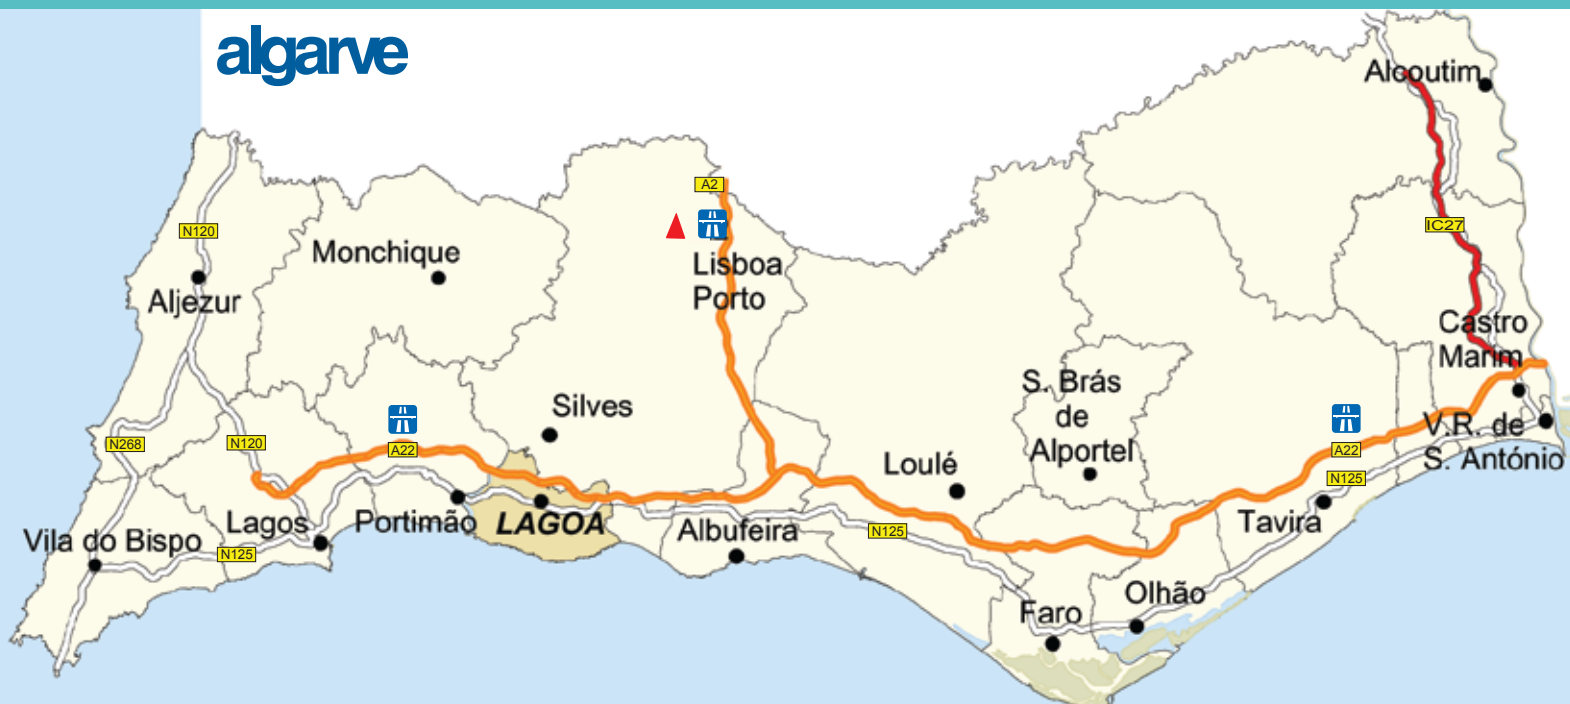 algarve
Alcoutim
A2
N120
IC27
Monchique
Lisboa
Porto
Aljezur
Castro
Marim
S. Brás
de
Alportel
Silves
V.R. de
S. António
N268
N120
A22
A22
Loulé
N125
Lagos
Portimão
LAGOA
Albufeira
N125
Tavira
Vila do Bispo
N125
Olhão
Faro